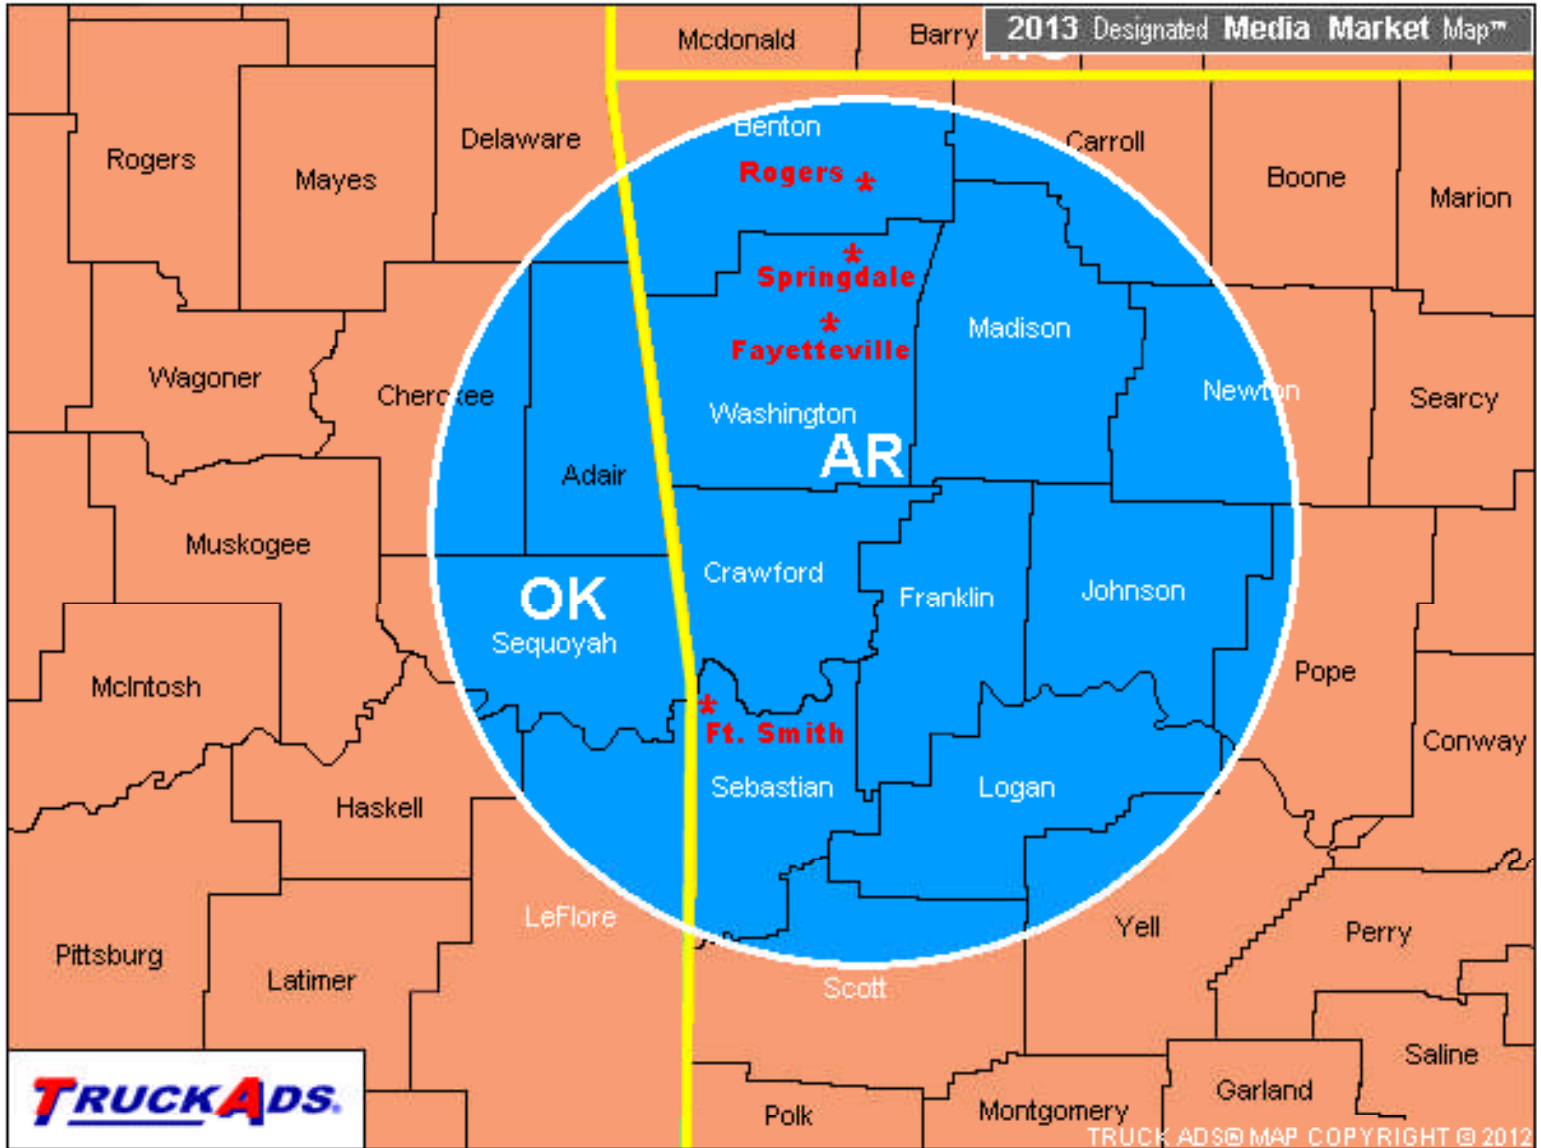 Mcdonald
Barry
2013 Designated Media Market Map™
Benton
Carroll
Delaware
Rogers
Mayes
Rogers
Boone
Marion
Springdale
Fayetteville
Madison
Wagoner
Cherokee
Newton
Searcy
Washington
AR
Adair
Muskogee
Crawford
OK
Franklin
Johnson
Sequoyah
McIntosh
Pope
Ft. Smith
Conway
Haskell
Sebastian
Logan
LeFlore
Yell
Perry
Pittsburg
Latimer
Scott
Saline
TRUCKADS®
Garland
Polk
Montgomery
TRUCK ADS® MAP COPYRIGHT © 2012